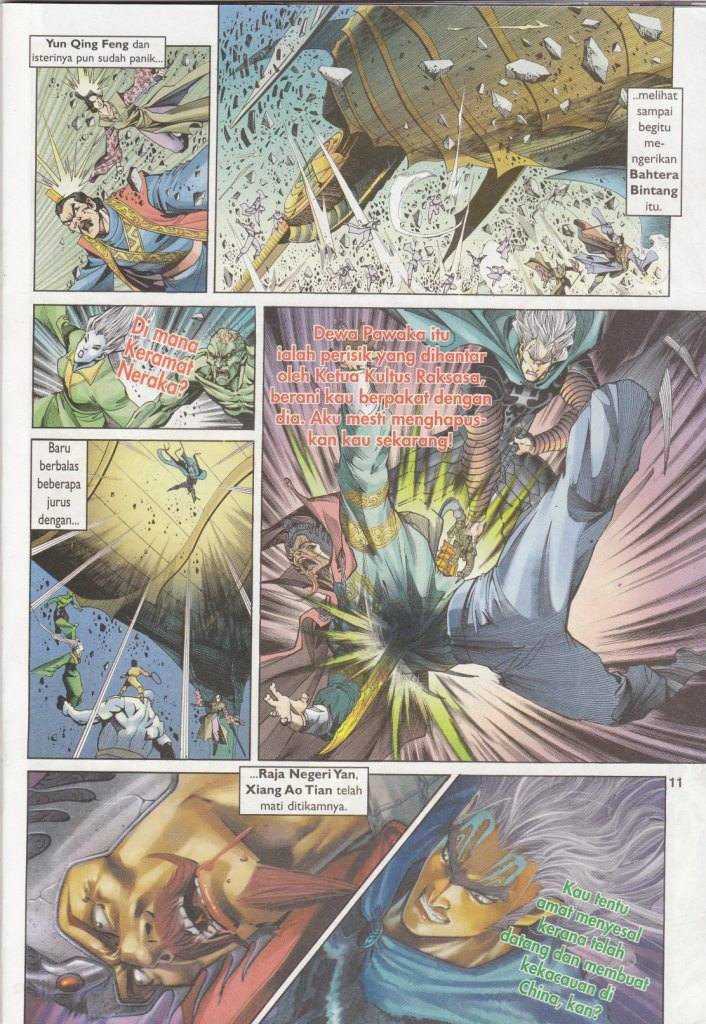 Yun Qing Feng dan
isterinya pun sudah panik...
..melihat
sampai
begitu
me-
ngerikan
Bahtera
Bintang
itu.
Di mana
Keramat
Neraka?
Dewa Pawaka itu
ialah perisik yang dihantar
oleh Ketua Kultus Raksasa,
berani kau berpakat dengan
dia. Aku mesti menghapus-
kan kau sekarang!
Baru
berbalas
beberapa
jurus
dengan...
...Raja Negeri Yan,
Xiang Ao Tian telah
mati ditikamnya.
11
Kau tentu
amat menyesal
kerana telah
datang dan membuat
kekacauan di
China, kan?